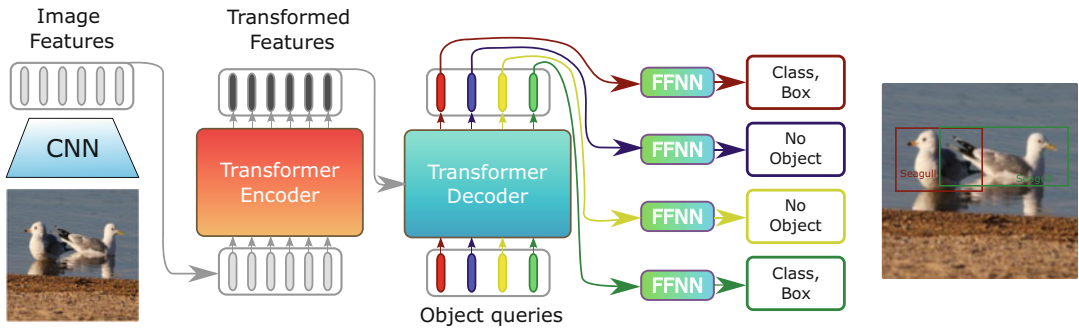 Image
Features
CNN
Transformed
Features
Transformer
Encoder
Transformer
Decoder
Object queries
FFNN
Class,
Box
FFNN
No
Object
FFNN
No
Object
FFNN
Class,
Box
Seagull
Seagull